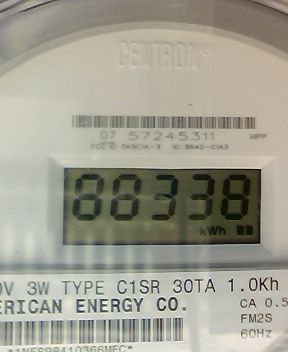 CENTRON®
07 57245311 HPP
88338
kWh
0V 3W TYPE C1SR 30TA 1.0Kh
ERICAN ENERGY CO. CA 0.5
FM2S
60Hz